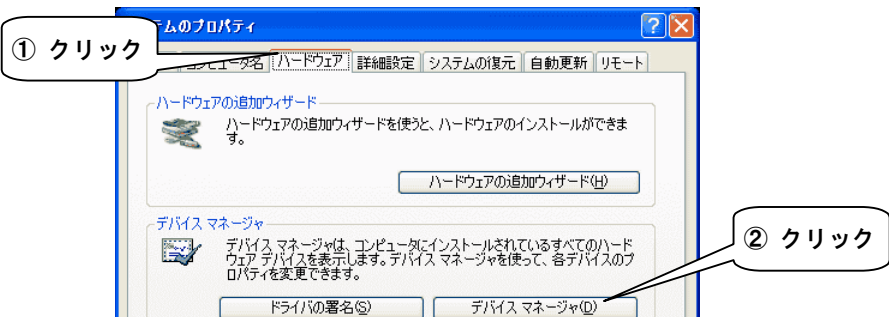 テムのプロパティ
① クリック
コンピュータ名 ハードウェア 詳細設定 システムの復元 自動更新 リモート
ハードウェアの追加ウィザード
ハードウェアの追加ウィザードを使うと、ハードウェアのインストールができま
す。
ハードウェアの追加ウィザード(H)
デバイス マネージャ
デバイス マネージャは、コンピュータにインストールされているすべてのハード
ウェア デバイスを表示します。デバイス マネージャを使って、各デバイスのプ
ロパティを変更できます。
② クリック
ドライバの署名(S) デバイス マネージャ(D)